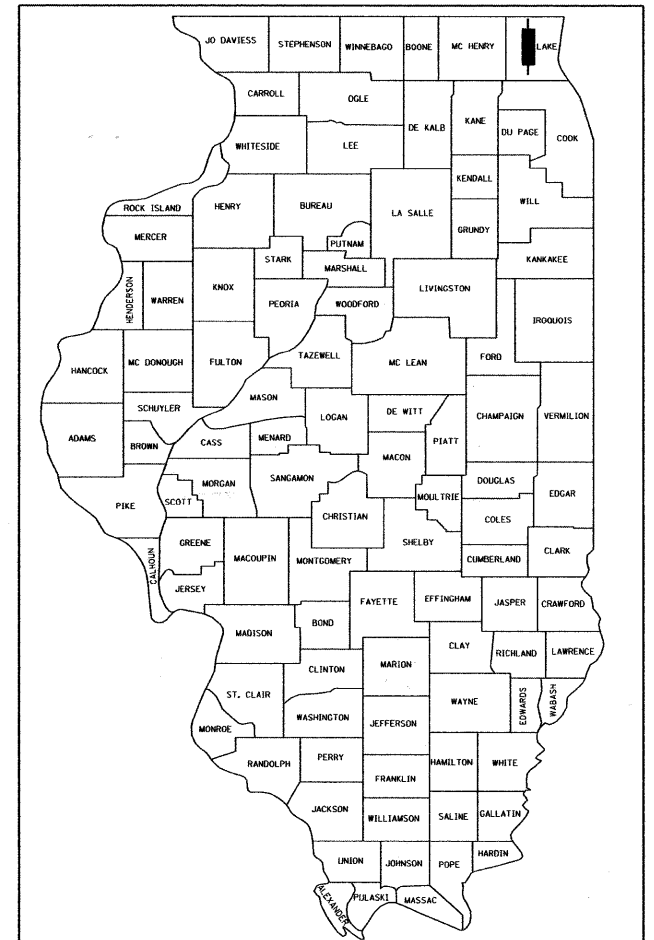 JO DAVIESS
STEPHENSON
WINNEBAGO
BOONE
MC HENRY
LAKE
CARROLL
OGLE
DE KALB
KANE
DU PAGE
COOK
WHITESIDE
LEE
KENDALL
WILL
ROCK ISLAND
HENRY
BUREAU
LA SALLE
GRUNDY
MERCER
PUTNAM
KANKAKEE
STARK
MARSHALL
HENDERSON
WARREN
KNOX
PEORIA
WOODFORD
LIVINGSTON
IROQUOIS
HANCOCK
MC DONOUGH
FULTON
TAZEWELL
MC LEAN
FORD
MASON
SCHUYLER
LOGAN
DE WITT
CHAMPAIGN
VERMILION
ADAMS
BROWN
CASS
MENARD
PIATT
MACON
MORGAN
SANGAMON
DOUGLAS
EDGAR
PIKE
SCOTT
CHRISTIAN
MOULTRIE
COLES
GREENE
MACOUPIN
MONTGOMERY
SHELBY
CUMBERLAND
CLARK
CALHOUN
JERSEY
FAYETTE
EFFINGHAM
JASPER
CRAWFORD
MADISON
BOND
CLAY
RICHLAND
LAWRENCE
CLINTON
MARION
ST. CLAIR
WAYNE
EDWARDS
WABASH
WASHINGTON
JEFFERSON
MONROE
RANDOLPH
PERRY
HAMILTON
WHITE
FRANKLIN
JACKSON
WILLIAMSON
SALINE
GALLATIN
UNION
JOHNSON
POPE
HARDIN
ALEXANDER
PULASKI
MASSAC